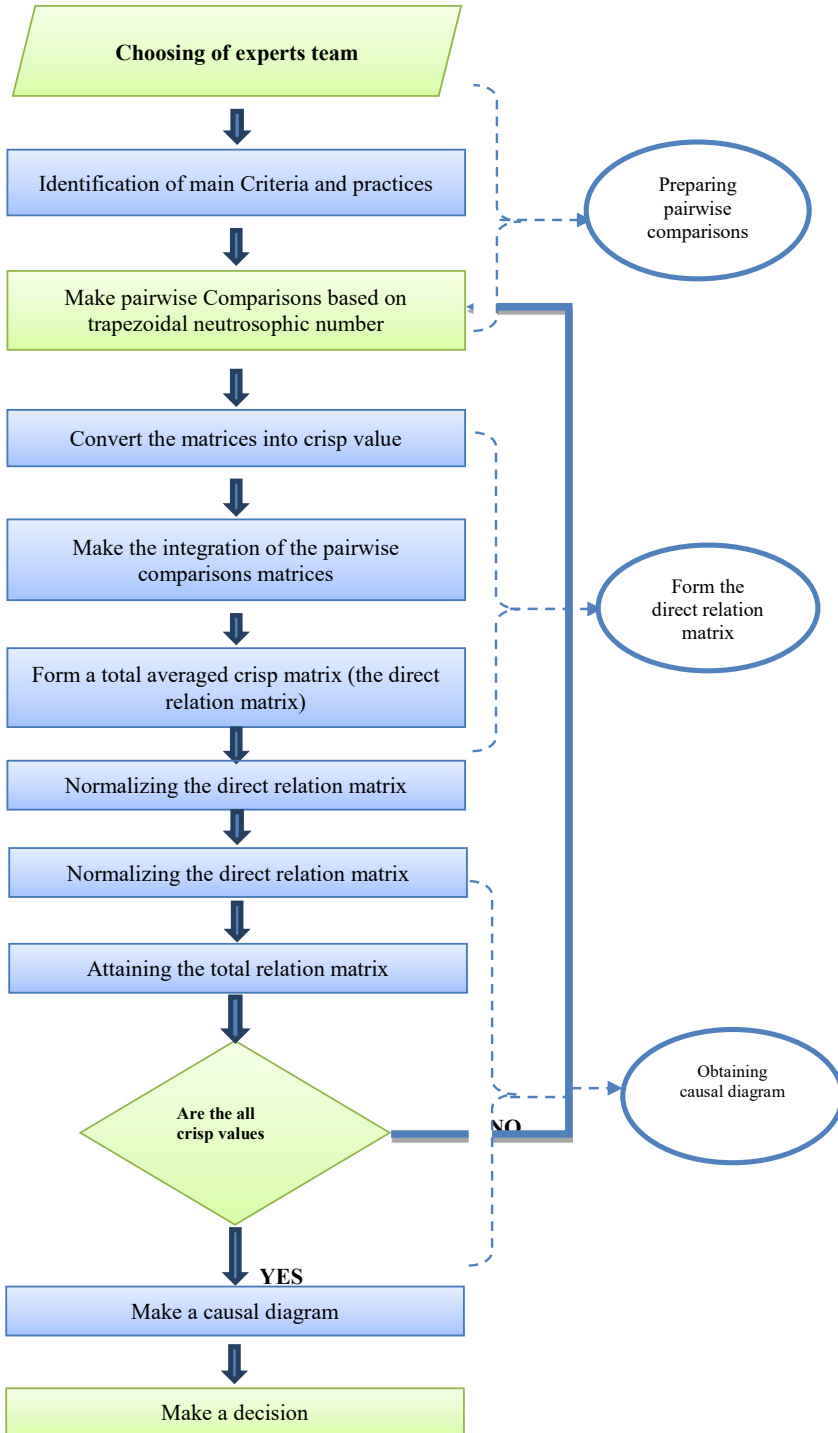 Choosing of experts team
Identification of main Criteria and practices
Preparing
pairwise
comparisons
Make pairwise Comparisons based on
trapezoidal neutrosophic number
Convert the matrices into crisp value
Make the integration of the pairwise
comparisons matrices
Form the
direct relation
matrix
Form a total averaged crisp matrix (the direct
relation matrix)
Normalizing the direct relation matrix
Normalizing the direct relation matrix
Attaining the total relation matrix
Obtaining
causal diagram
Are the all
crisp values
NO
YES
Make a causal diagram
Make a decision